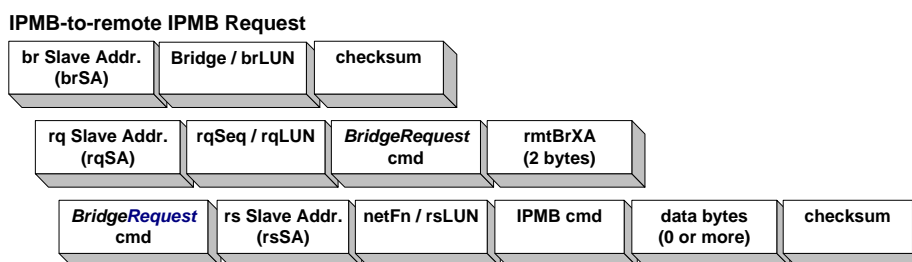 IPMB-to-remote IPMB Request
br Slave Addr. Bridge / brLUN checksum
(brSA)
rq Slave Addr. rqSeq / rqLUN BridgeRequest rmtBrXA
(rqSA) cmd (2 bytes)
BridgeRequest rs Slave Addr. netFn / rsLUN IPMB cmd data bytes checksum
cmd (rsSA) (0 or more)